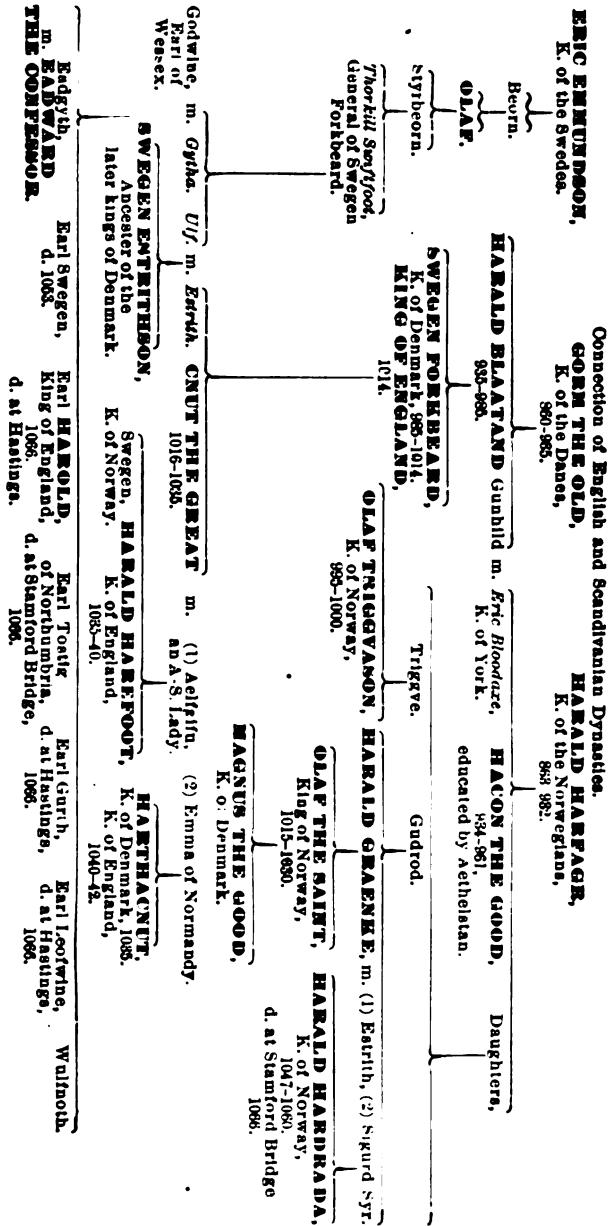 Connection of English and Scandivanian Dynasties.
ERIC EMMUNDSON,
K. of the Swedes.
GORM THE OLD,
K. of the Danes,
860-935.
HARALD HARFAGR,
K. of the Norwegians,
Beorn.
OLAF.
Styrbeorn.
Thorkill Swiftfoot,
General of Swegen
Forkbeard.
HARALD BLAATAND
935-985.
Gunhild m.
Eric Bloodaxe,
K. of York.
HACON THE GOOD,
934-961,
educated by Aethelstan.
Daughters,
SWEGEN FORKBEARD,
K. of Denmark, 985-1014.
KING OF ENGLAND,
1014.
Triggve.
Gudrod.
OLAF TRIGGVASON,
K. of Norway,
995-1000.
HARALD GRAENKE, m. (1) Estrith, (2) Sigurd Syr.
OLAF THE SAINT,
King of Norway,
1015-1030.
HARALD HARDRADA,
K. of Norway,
1047-1060.
d. at Stamford Bridge
1066.
MAGNUS THE GOOD,
K. of Denmark.
Godwine,
Earl of
Wessex.
m. Gytha. Ulf. m. Estrith. CNUT THE GREAT m. (1) Aelfgifu, (2) Emma of Normandy.
1016-1035.
an A.S. Lady.
SWEGEN ESTRITHSON,
Ancester of the
later kings of Denmark.
Swegen,
K. of Norway.
HARALD HAREFOOT,
K. of England,
1035-40.
HARTHACNUT,
K. of Denmark, 1035.
K. of England,
1040-42.
Eadgyth,
m. EADWARD
THE CONFESSOR.
Earl Swegen,
d. 1053.
Earl HAROLD,
King of England,
1066.
d. at Hastings.
Earl Tostig
of Northumbria,
d. at Stamford Bridge,
1066.
Earl Gurth,
d. at Hastings,
1066.
Earl Leofwine,
d. at Hastings,
1066.
Wulfnoth.